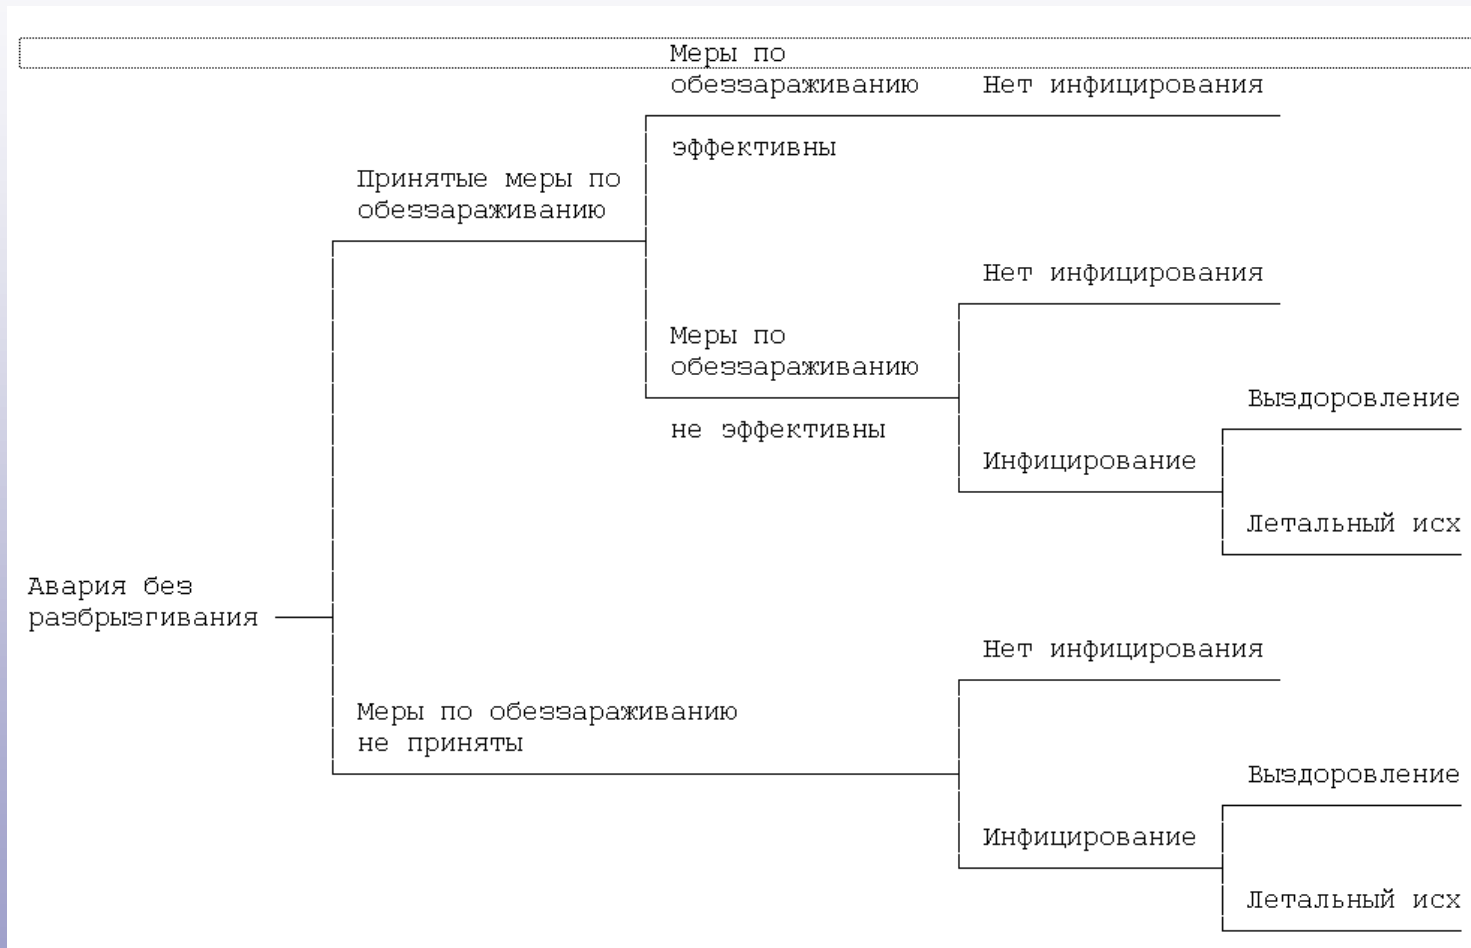 Меры по
обеззараживанию
Нет инфицирования
эффективны
Принятые меры по
обеззараживанию
Нет инфицирования
Меры по
обеззараживанию
не эффективны
Выздоровление
Инфицирование
Летальный исх
Авария без
разбрызгивания
Нет инфицирования
Меры по обеззараживанию
не приняты
Выздоровление
Инфицирование
Летальный исх